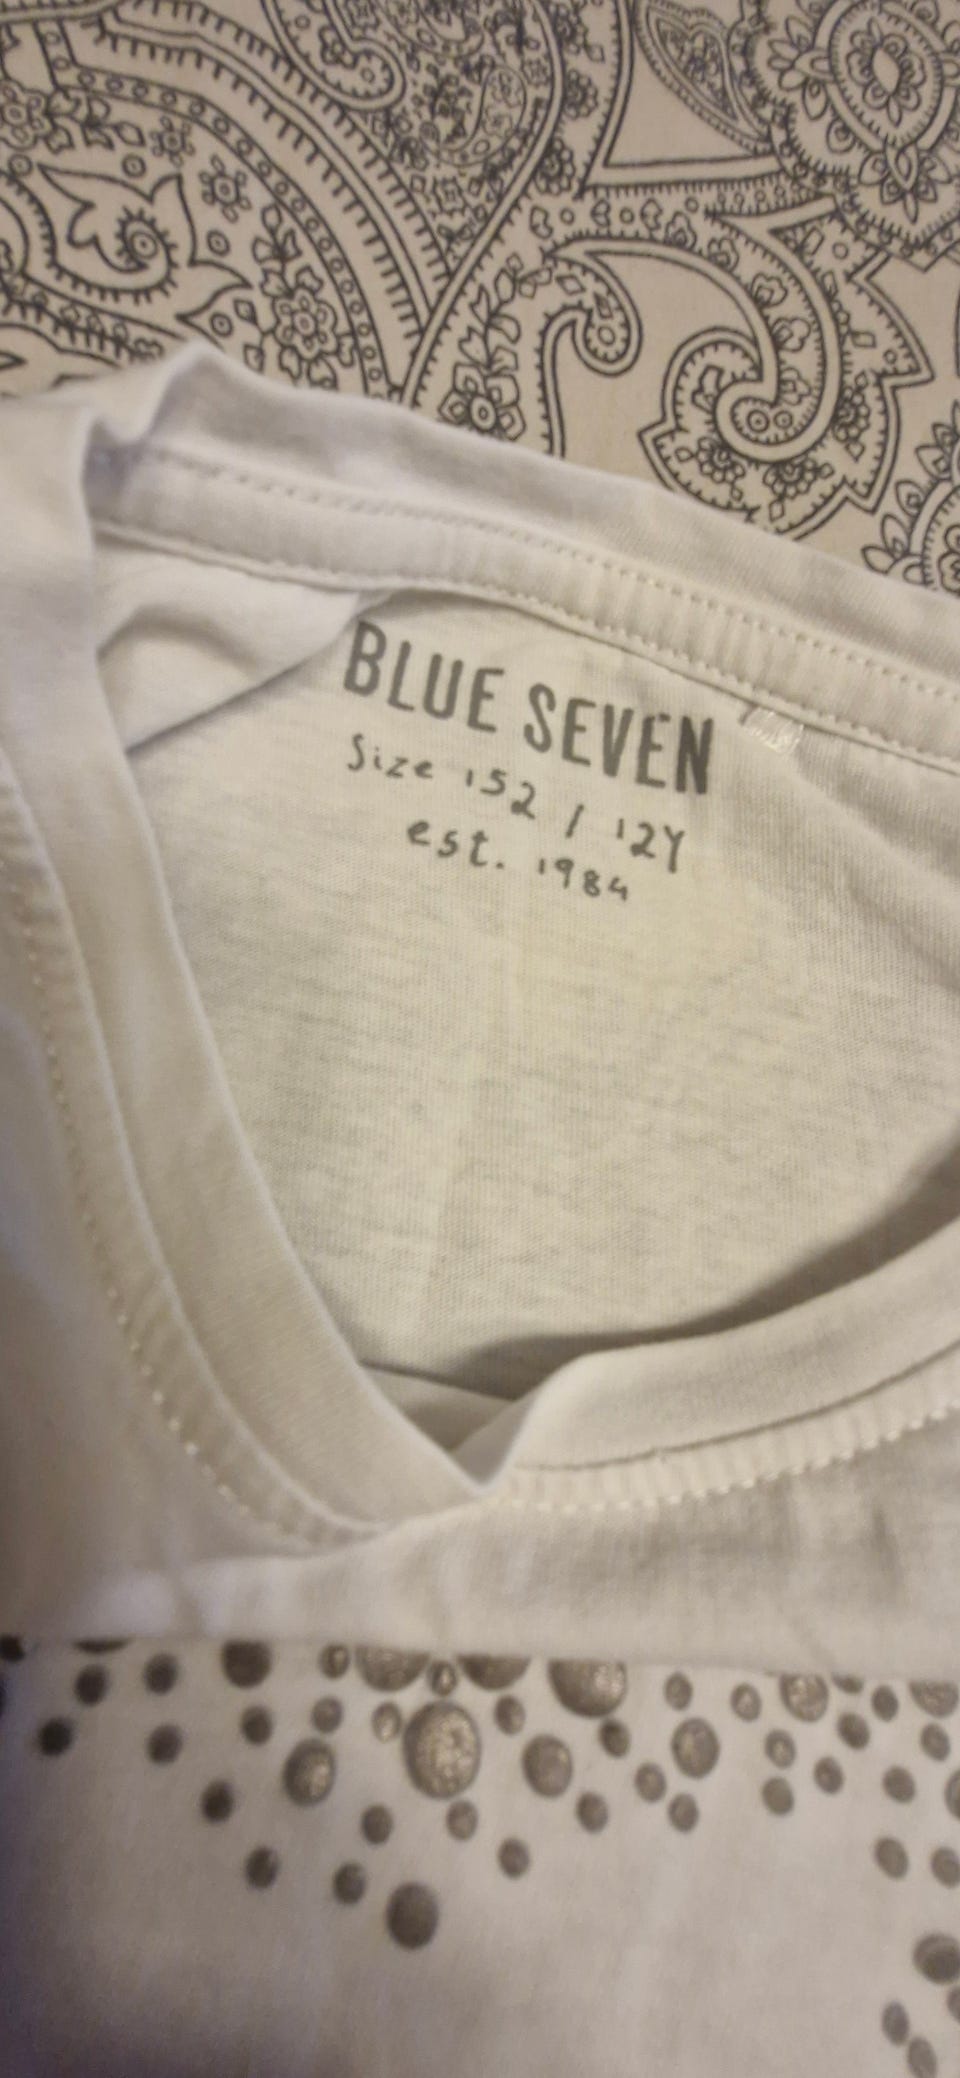 BLUE SEVEN
Size 152 / 12Y
est. 1984